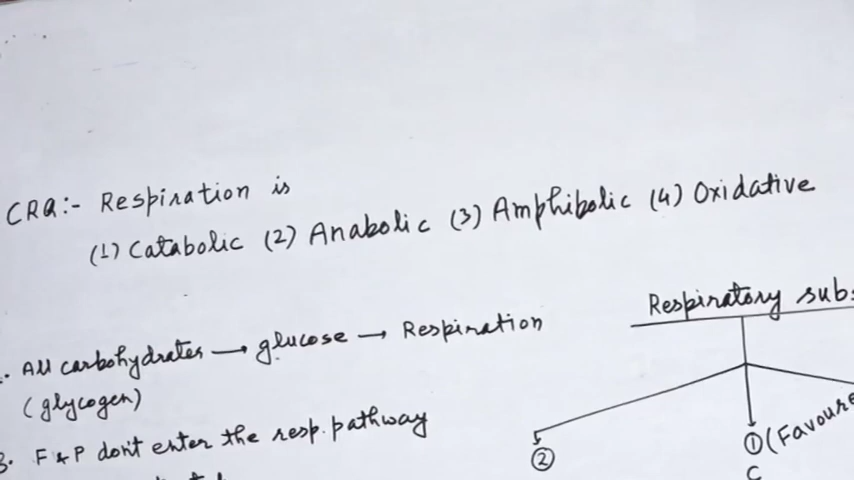 CRQ:- Respiration is
(1) Catabolic (2) Anabolic (3) Amphibolic (4) Oxidative
Respiratory sub
. All carbohydrates → glucose → Respiration
(glycogen)
3. F & P don't enter the resp. pathway
② ① (Favoure
C